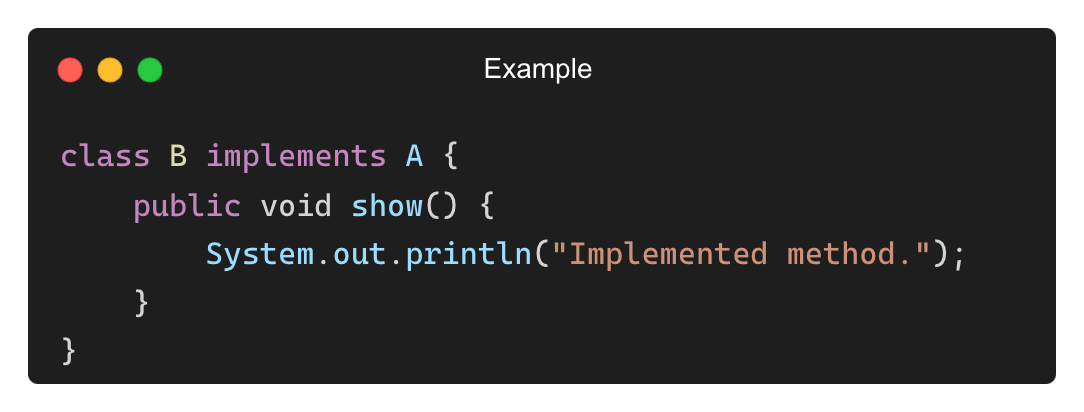 Example
class B implements A {
    public void show() {
        System.out.println("Implemented method.");
    }
}